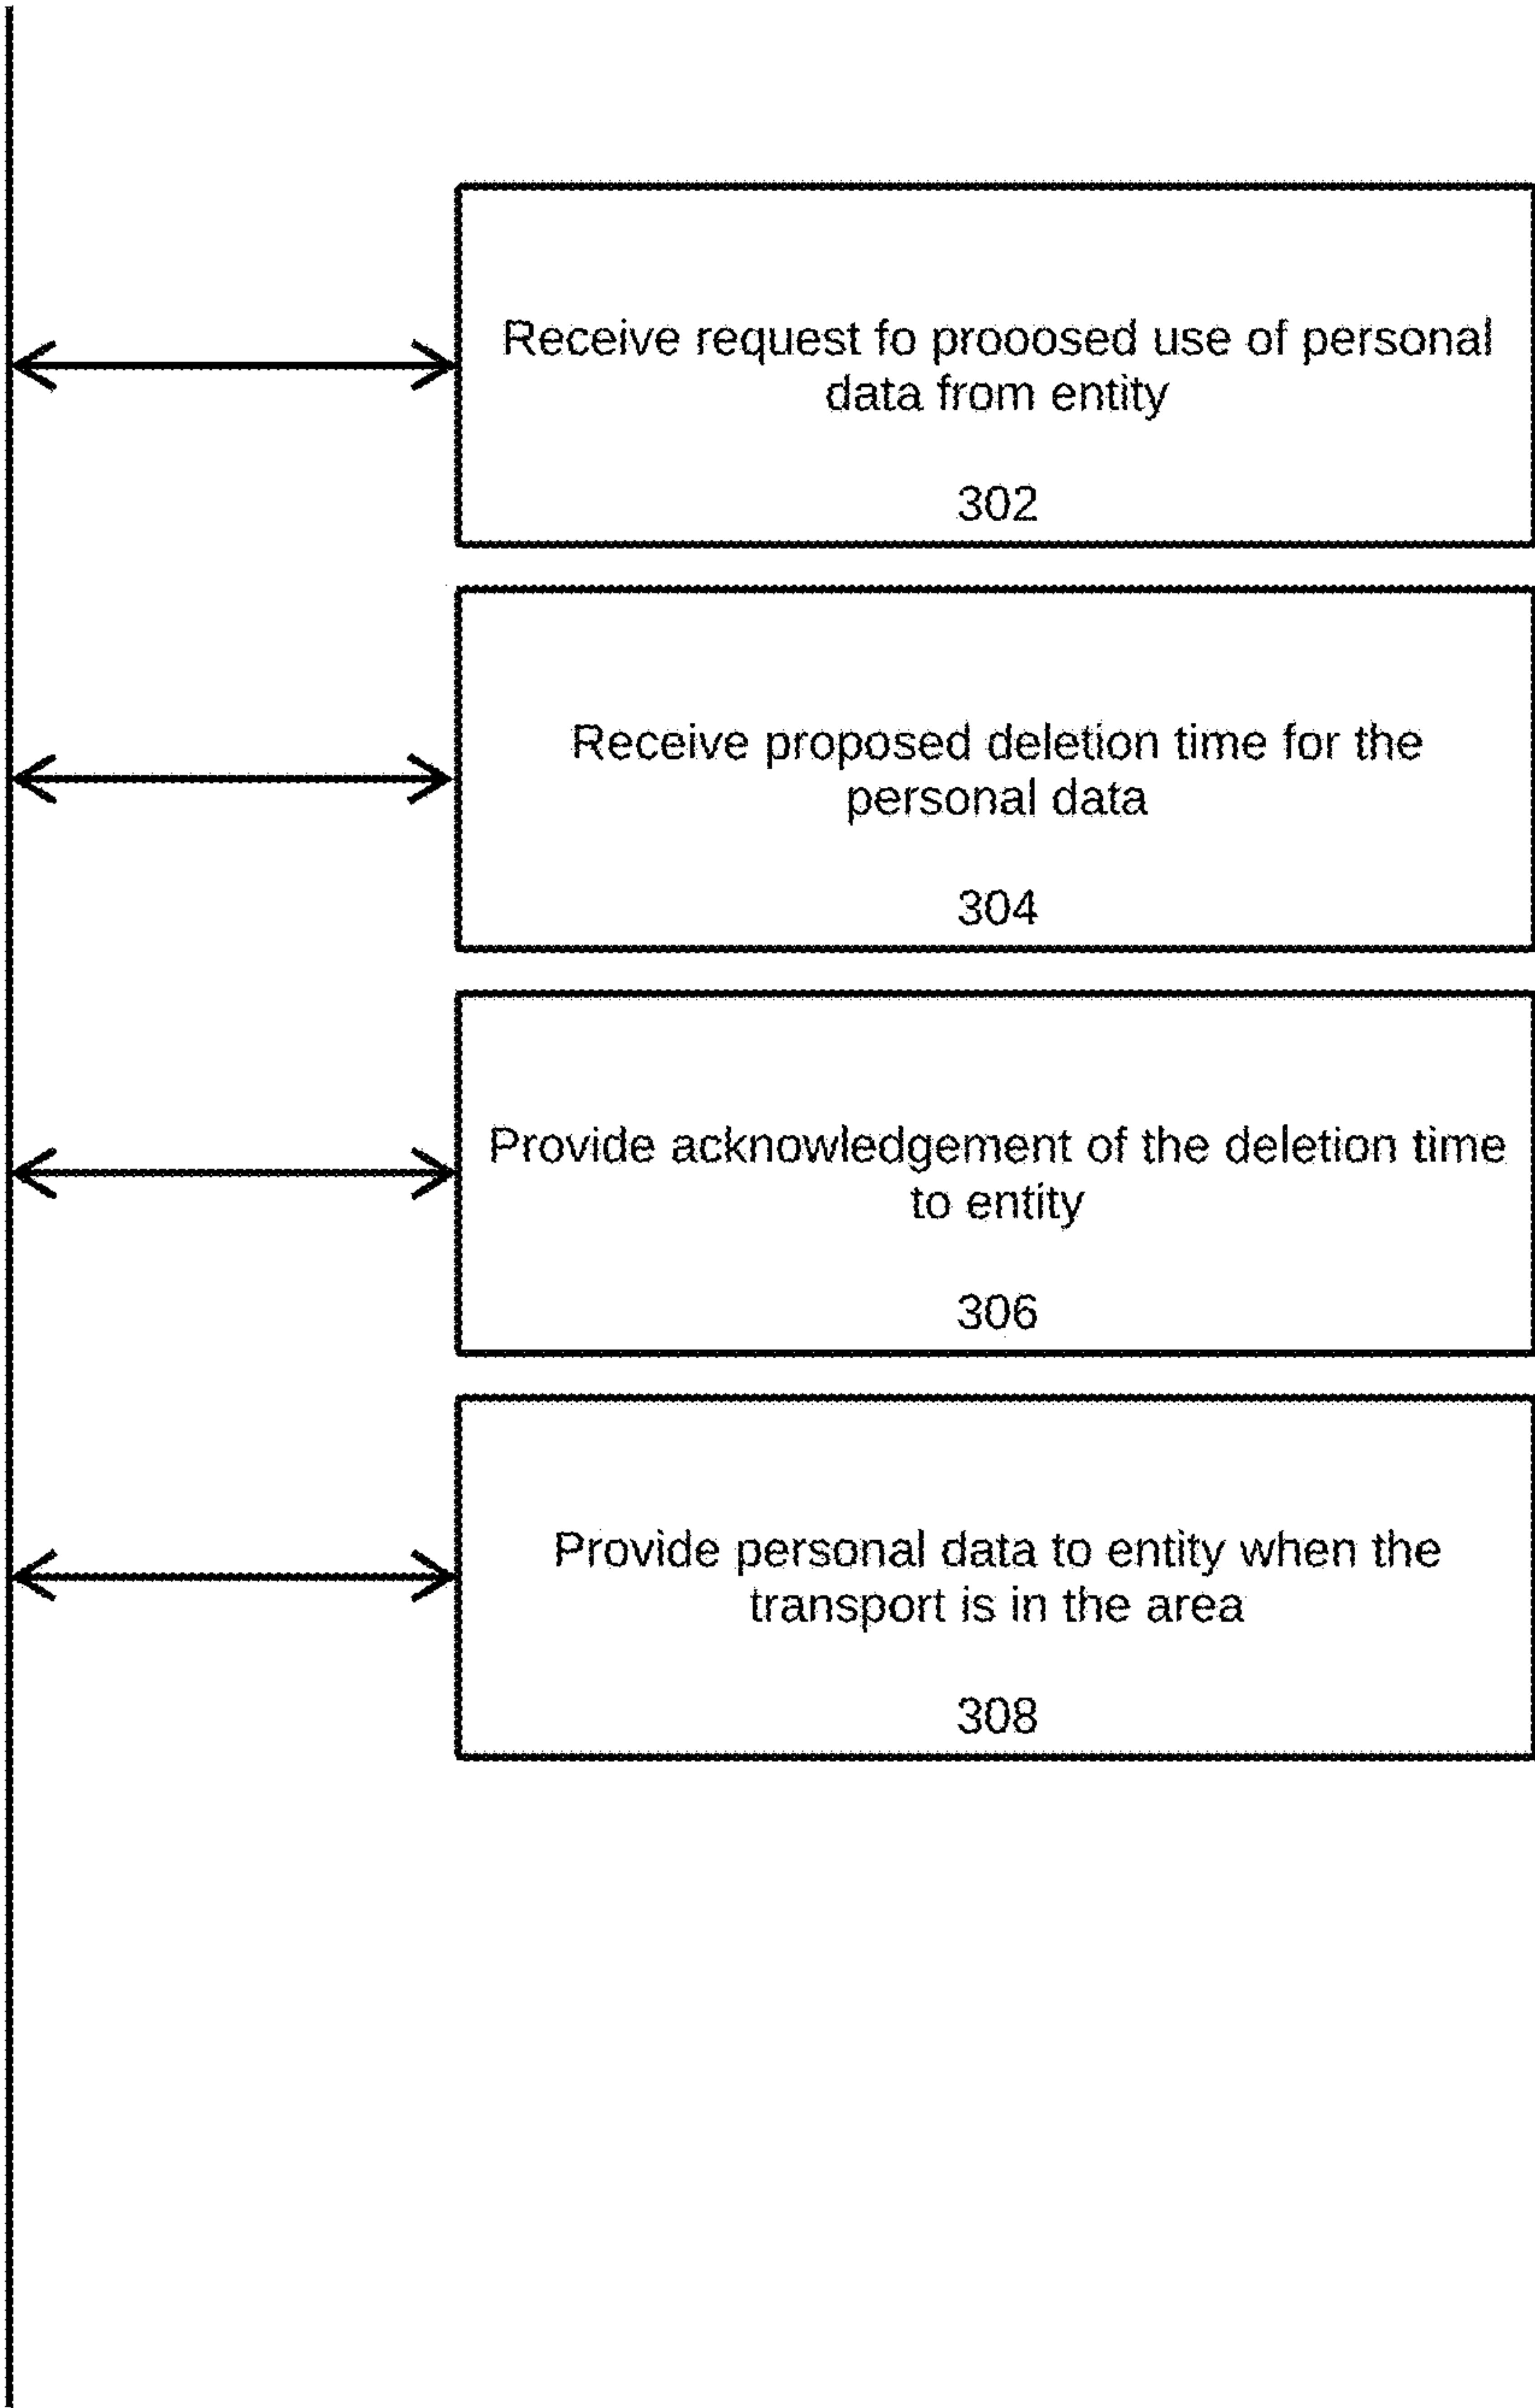 Receive request fo prooosed use of personal
data from entity
302
Receive proposed deletion time for the
personal data
304
Provide acknowledgement of the deletion time
to entity
306
Provide personal data to entity when the
transport is in the area
308